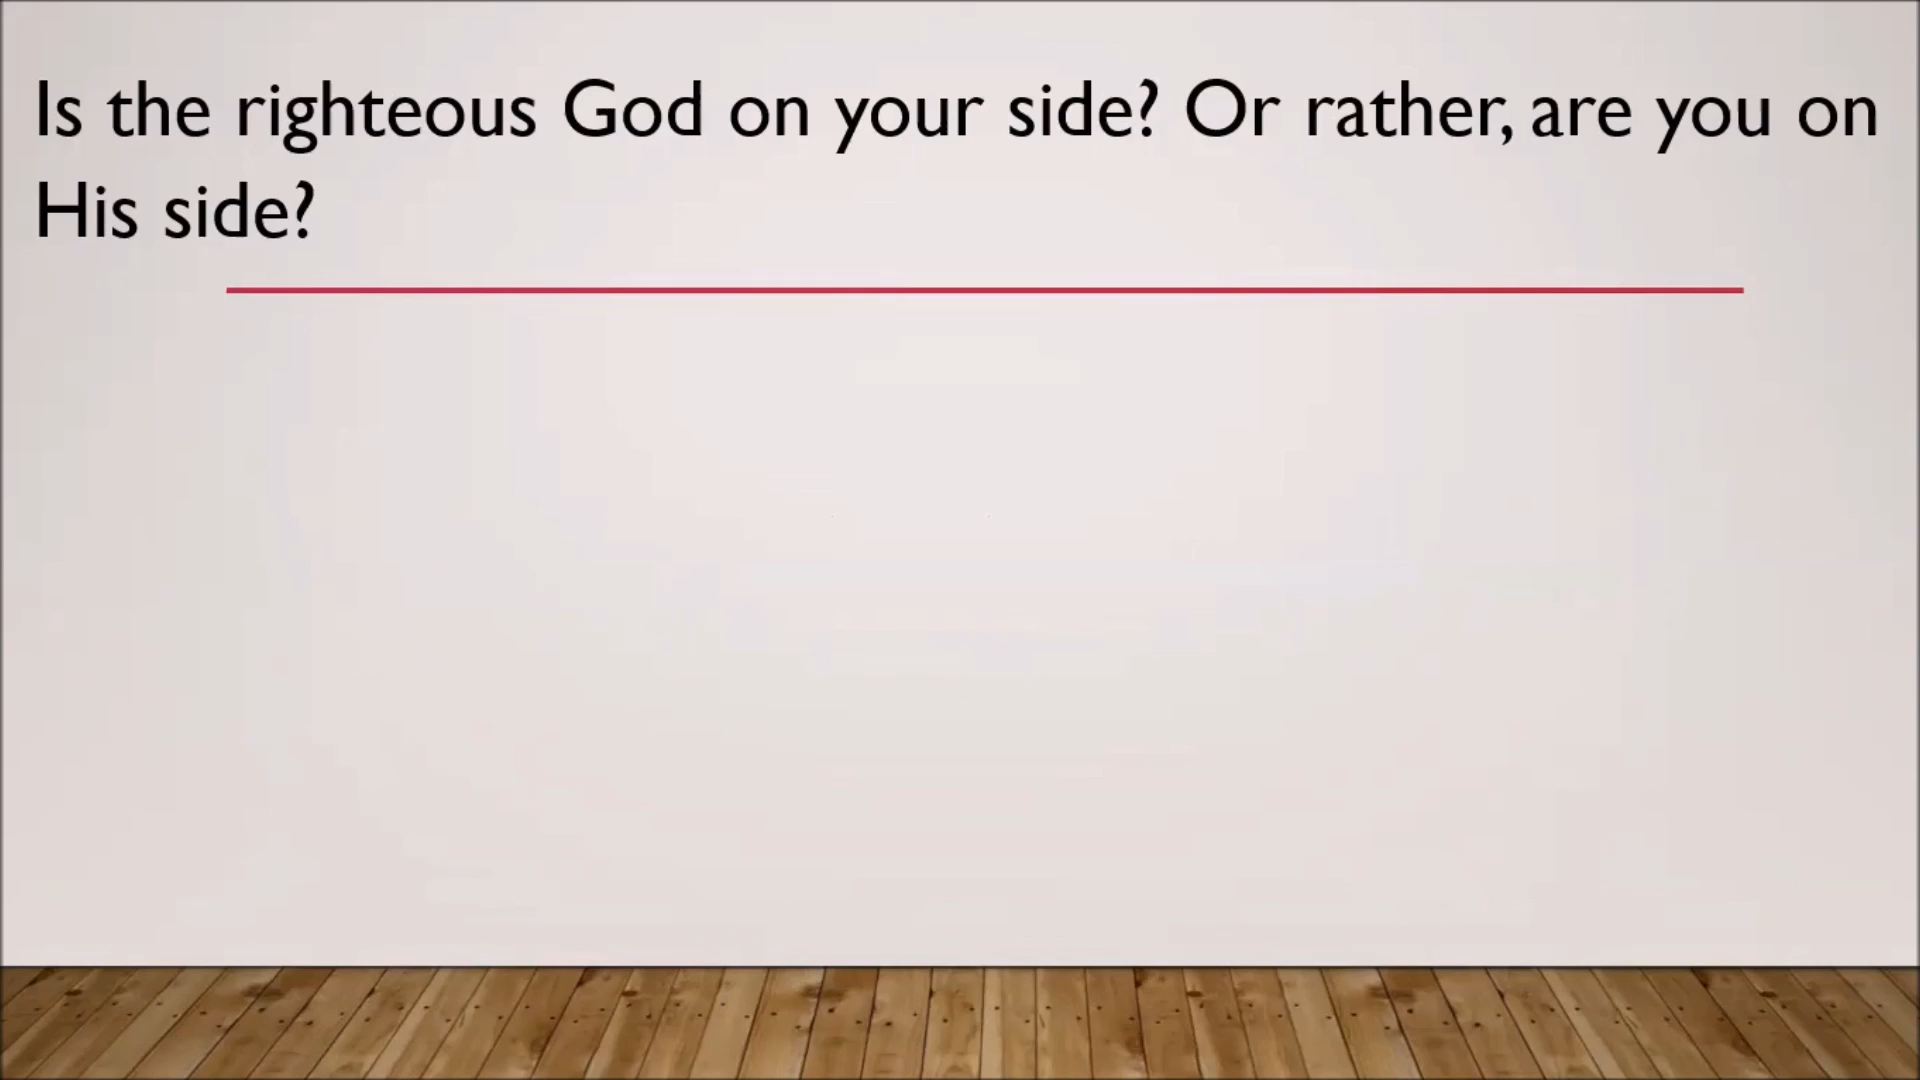 Is the righteous God on your side? Or rather, are you on
His side?